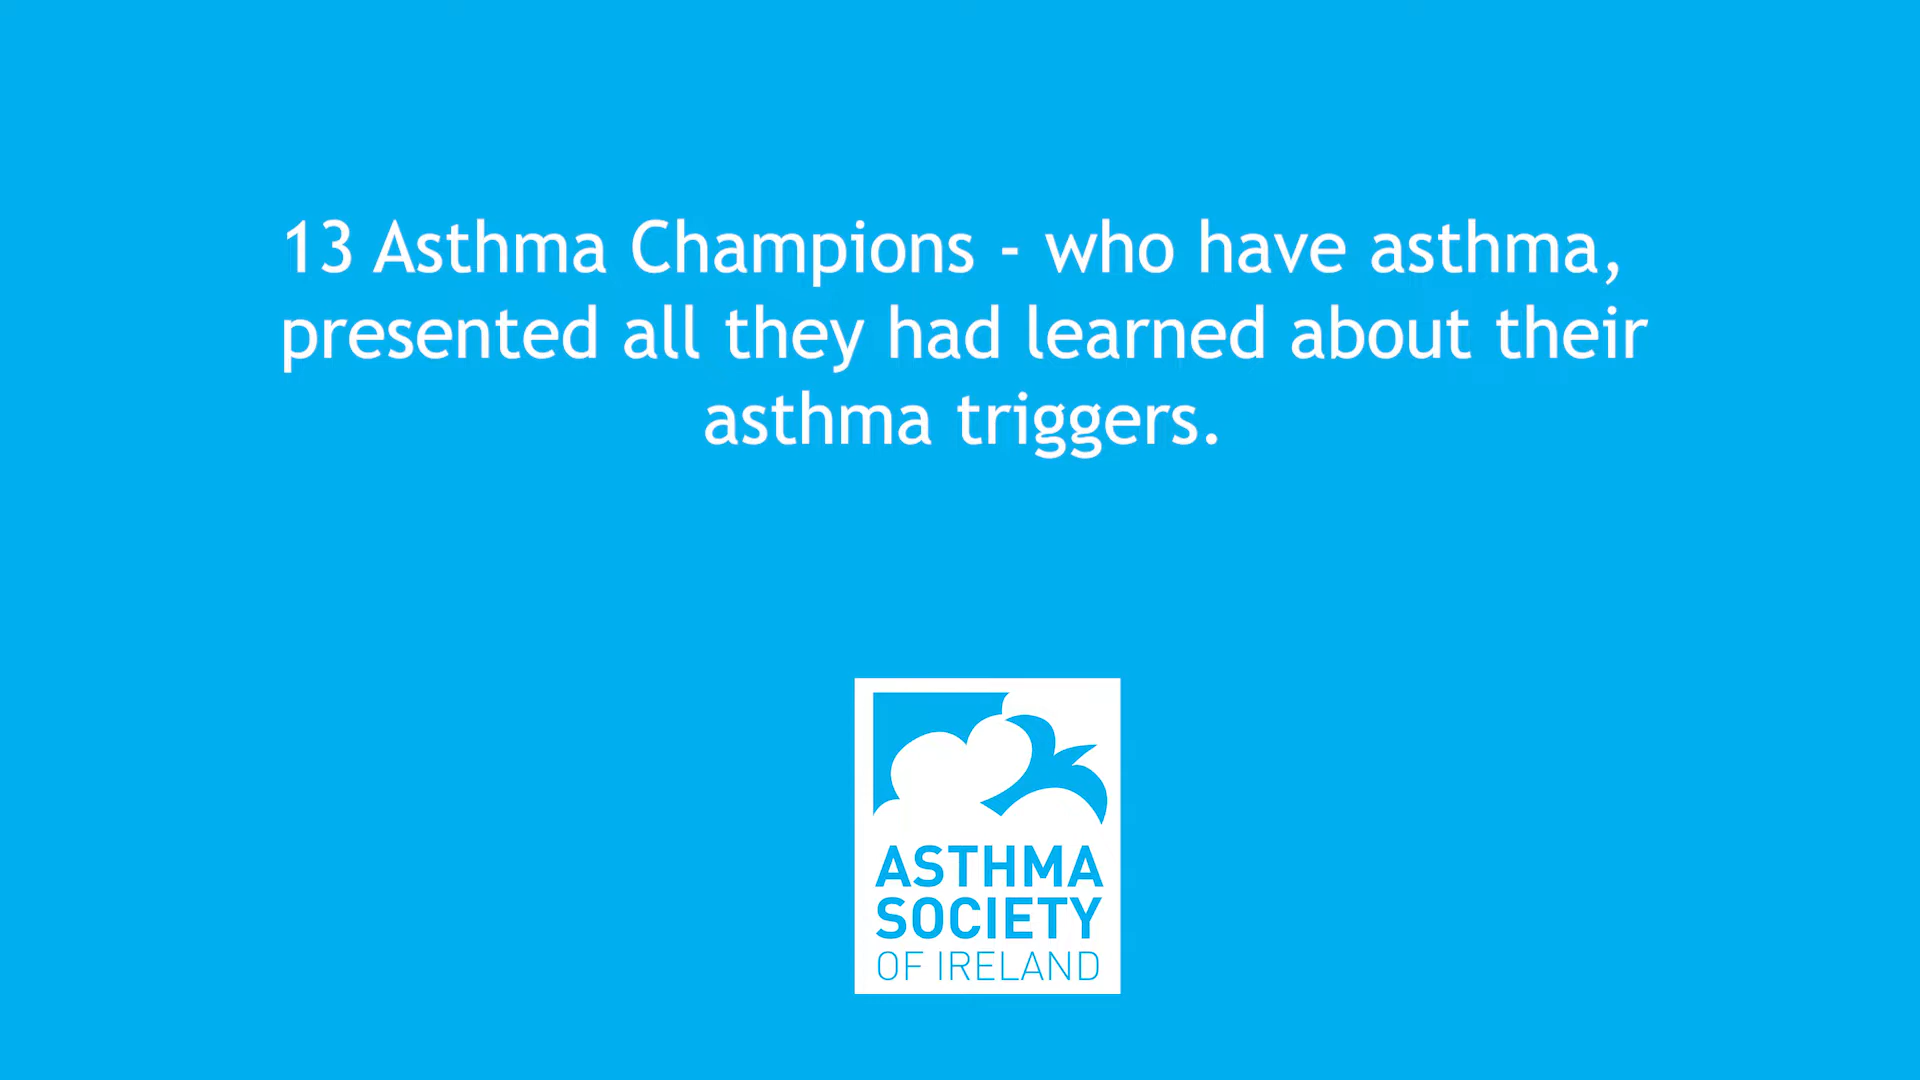 13 Asthma Champions - who have asthma,
presented all they had learned about their
asthma triggers.
ASTHMA
SOCIETY
OF IRELAND